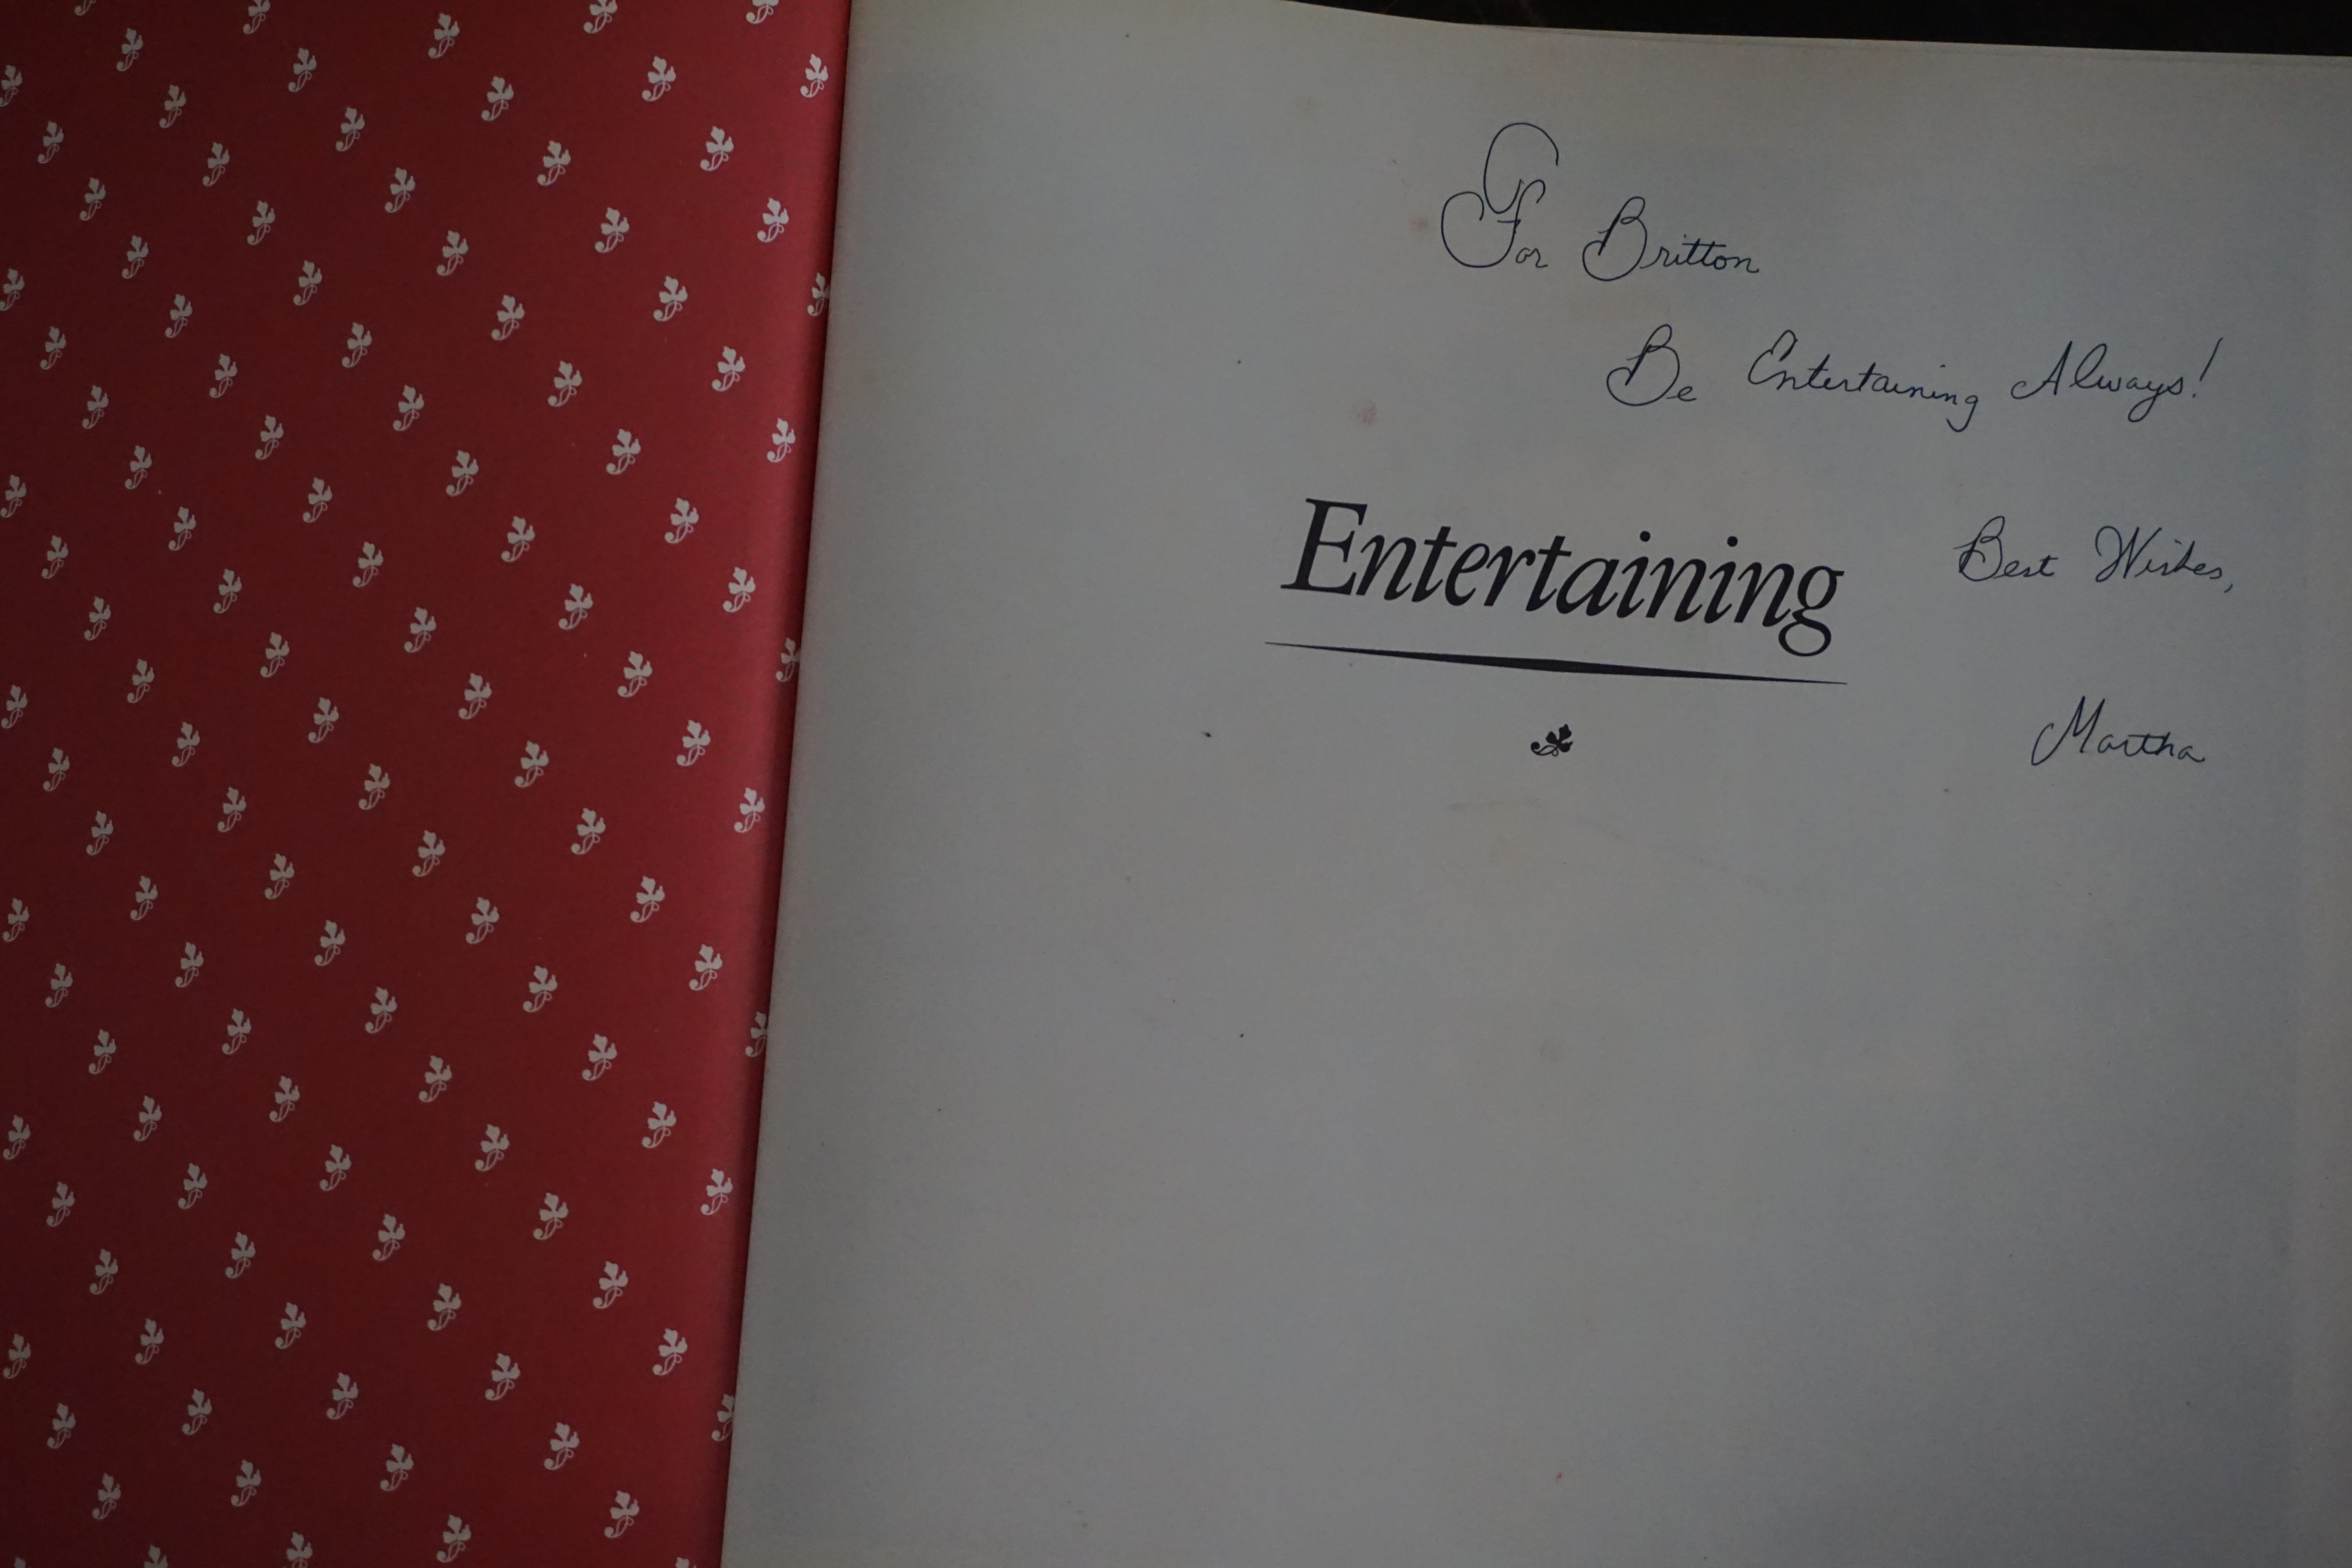 For Britton
Be Entertaining Always!
Entertaining
Best Wishes,
Martha